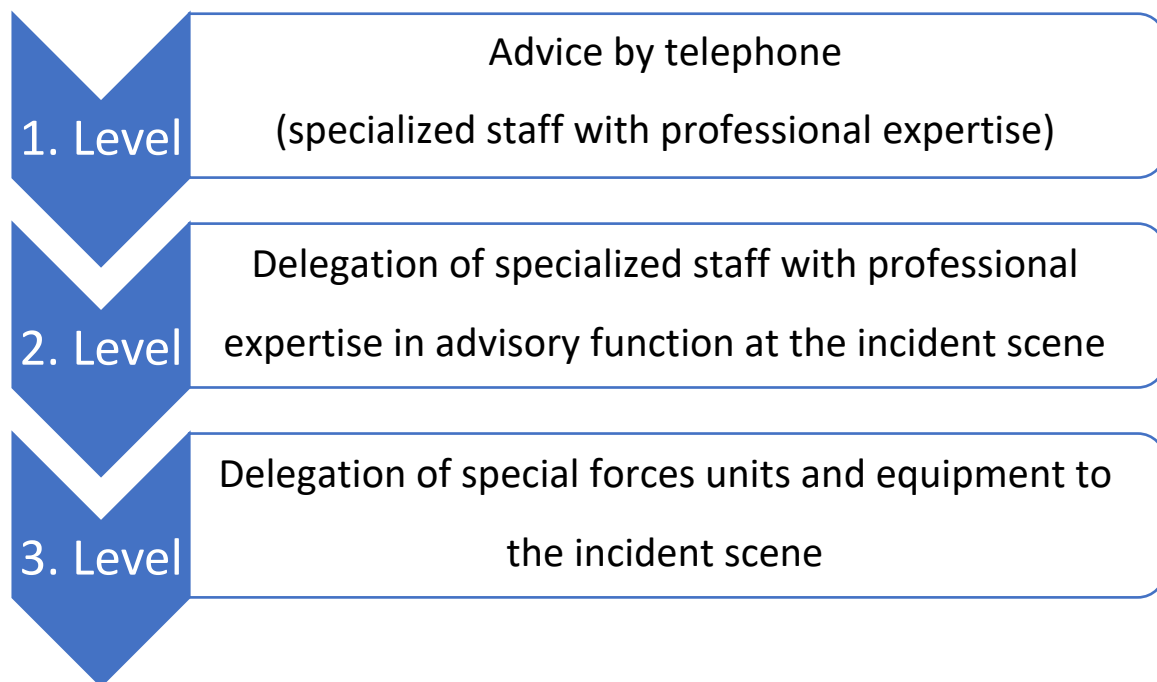 1. Level
Advice by telephone
(specialized staff with professional expertise)
2. Level
Delegation of specialized staff with professional
expertise in advisory function at the incident scene
3. Level
Delegation of special forces units and equipment to
the incident scene